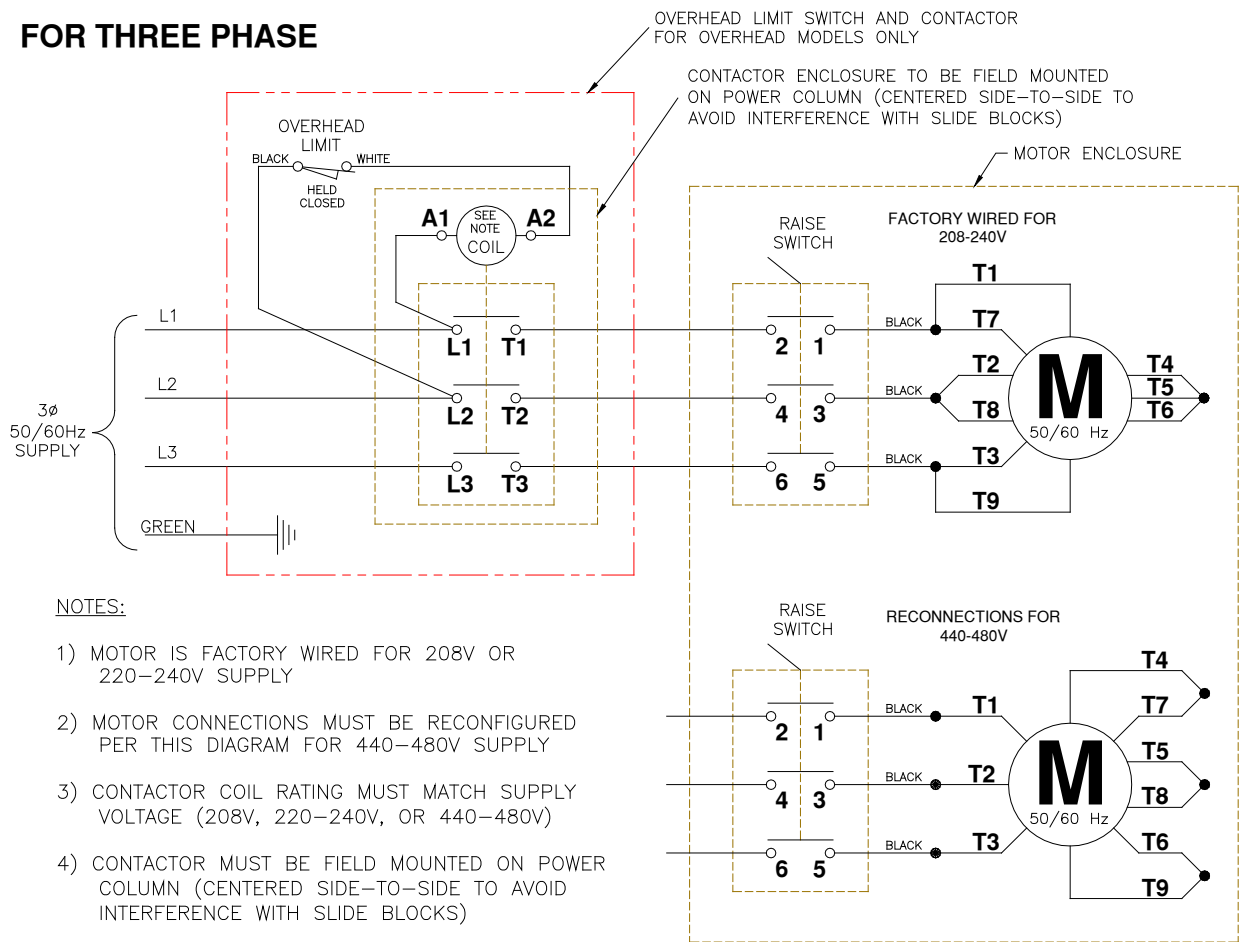 FOR THREE PHASE
OVERHEAD LIMIT SWITCH AND CONTACTOR
FOR OVERHEAD MODELS ONLY
CONTACTOR ENCLOSURE TO BE FIELD MOUNTED
ON POWER COLUMN (CENTERED SIDE-TO-SIDE TO
AVOID INTERFERENCE WITH SLIDE BLOCKS)
MOTOR ENCLOSURE
OVERHEAD
LIMIT
BLACK
WHITE
HELD
CLOSED
A1
SEE
NOTE
COIL
A2
RAISE
SWITCH
FACTORY WIRED FOR
208-240V
3ø
50/60Hz
SUPPLY
L1
L2
L3
GREEN
L1 T1
L2 T2
L3 T3
2 1
4 3
6 5
BLACK
BLACK
BLACK
T1
T7
T2
T8
T3
T9
M
50/60 Hz
T4
T5
T6
NOTES:
1) MOTOR IS FACTORY WIRED FOR 208V OR
220-240V SUPPLY
2) MOTOR CONNECTIONS MUST BE RECONFIGURED
PER THIS DIAGRAM FOR 440-480V SUPPLY
3) CONTACTOR COIL RATING MUST MATCH SUPPLY
VOLTAGE (208V, 220-240V, OR 440-480V)
4) CONTACTOR MUST BE FIELD MOUNTED ON POWER
COLUMN (CENTERED SIDE-TO-SIDE TO AVOID
INTERFERENCE WITH SLIDE BLOCKS)
RAISE
SWITCH
RECONNECTIONS FOR
440-480V
2 1
4 3
6 5
BLACK
BLACK
BLACK
T1
T2
T3
M
50/60 Hz
T4
T7
T5
T8
T6
T9